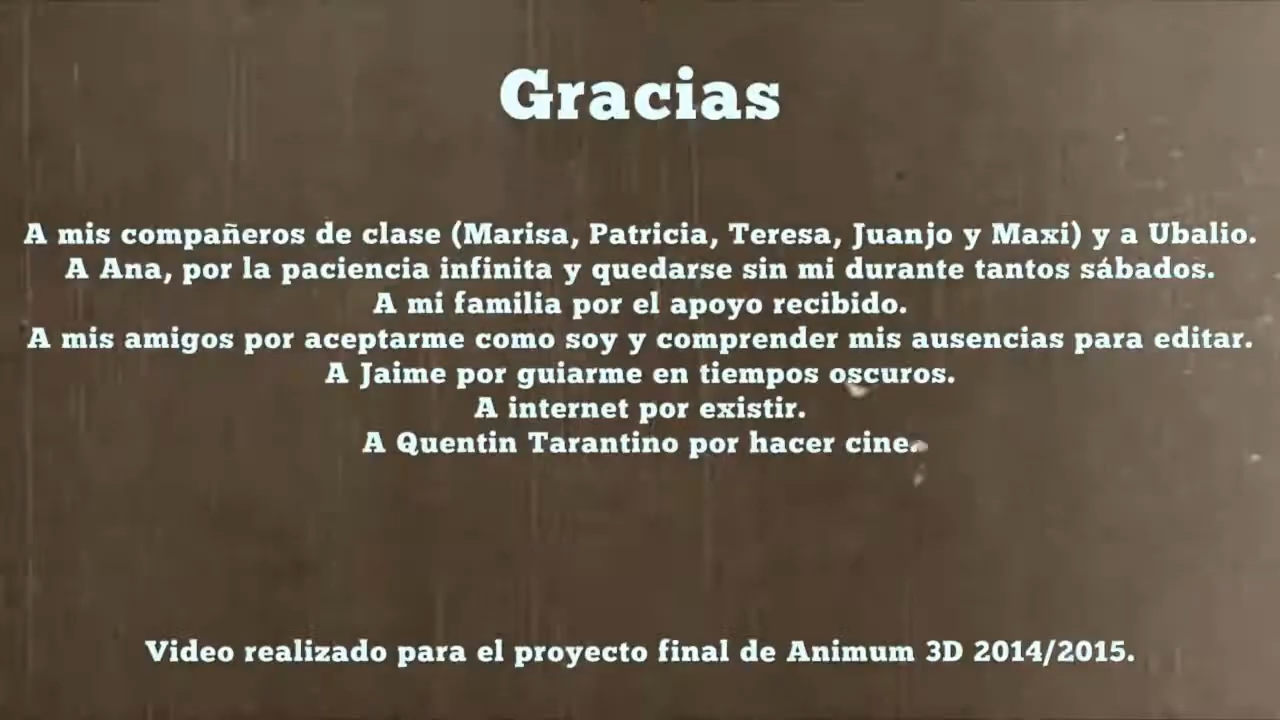 Gracias
A mis compañeros de clase (Marisa, Patricia, Teresa, Juanjo y Maxi) y a Ubalio.
A Ana, por la paciencia infinita y quedarse sin mi durante tantos sábados.
A mi familia por el apoyo recibido.
A mis amigos por aceptarme como soy y comprender mis ausencias para editar.
A Jaime por guiarme en tiempos oscuros.
A internet por existir.
A Quentin Tarantino por hacer cine.
Video realizado para el proyecto final de Animum 3D 2014/2015.